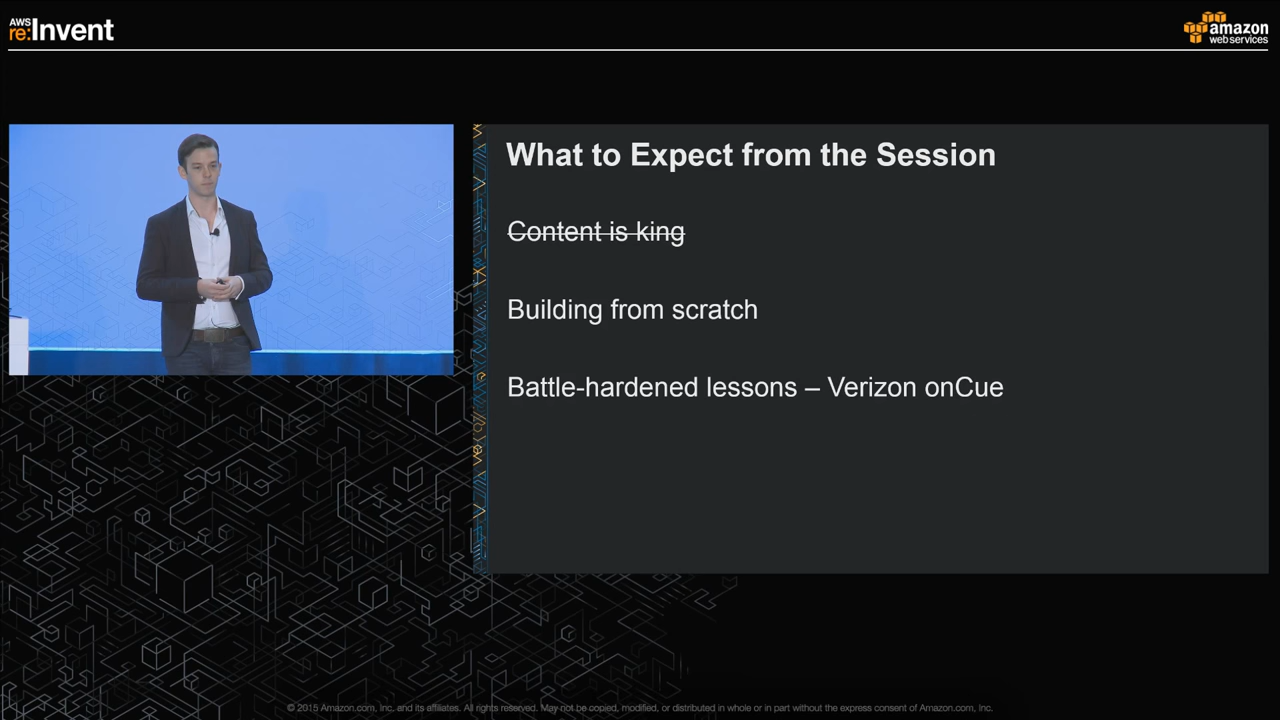 AWS
re:Invent
amazon
web services
What to Expect from the Session
Content is king
Building from scratch
Battle-hardened lessons – Verizon onCue
© 2015 Amazon.com, Inc. and its affiliates. All rights reserved. May not be copied, modified, or distributed in whole or in part without the express consent of Amazon.com, Inc.